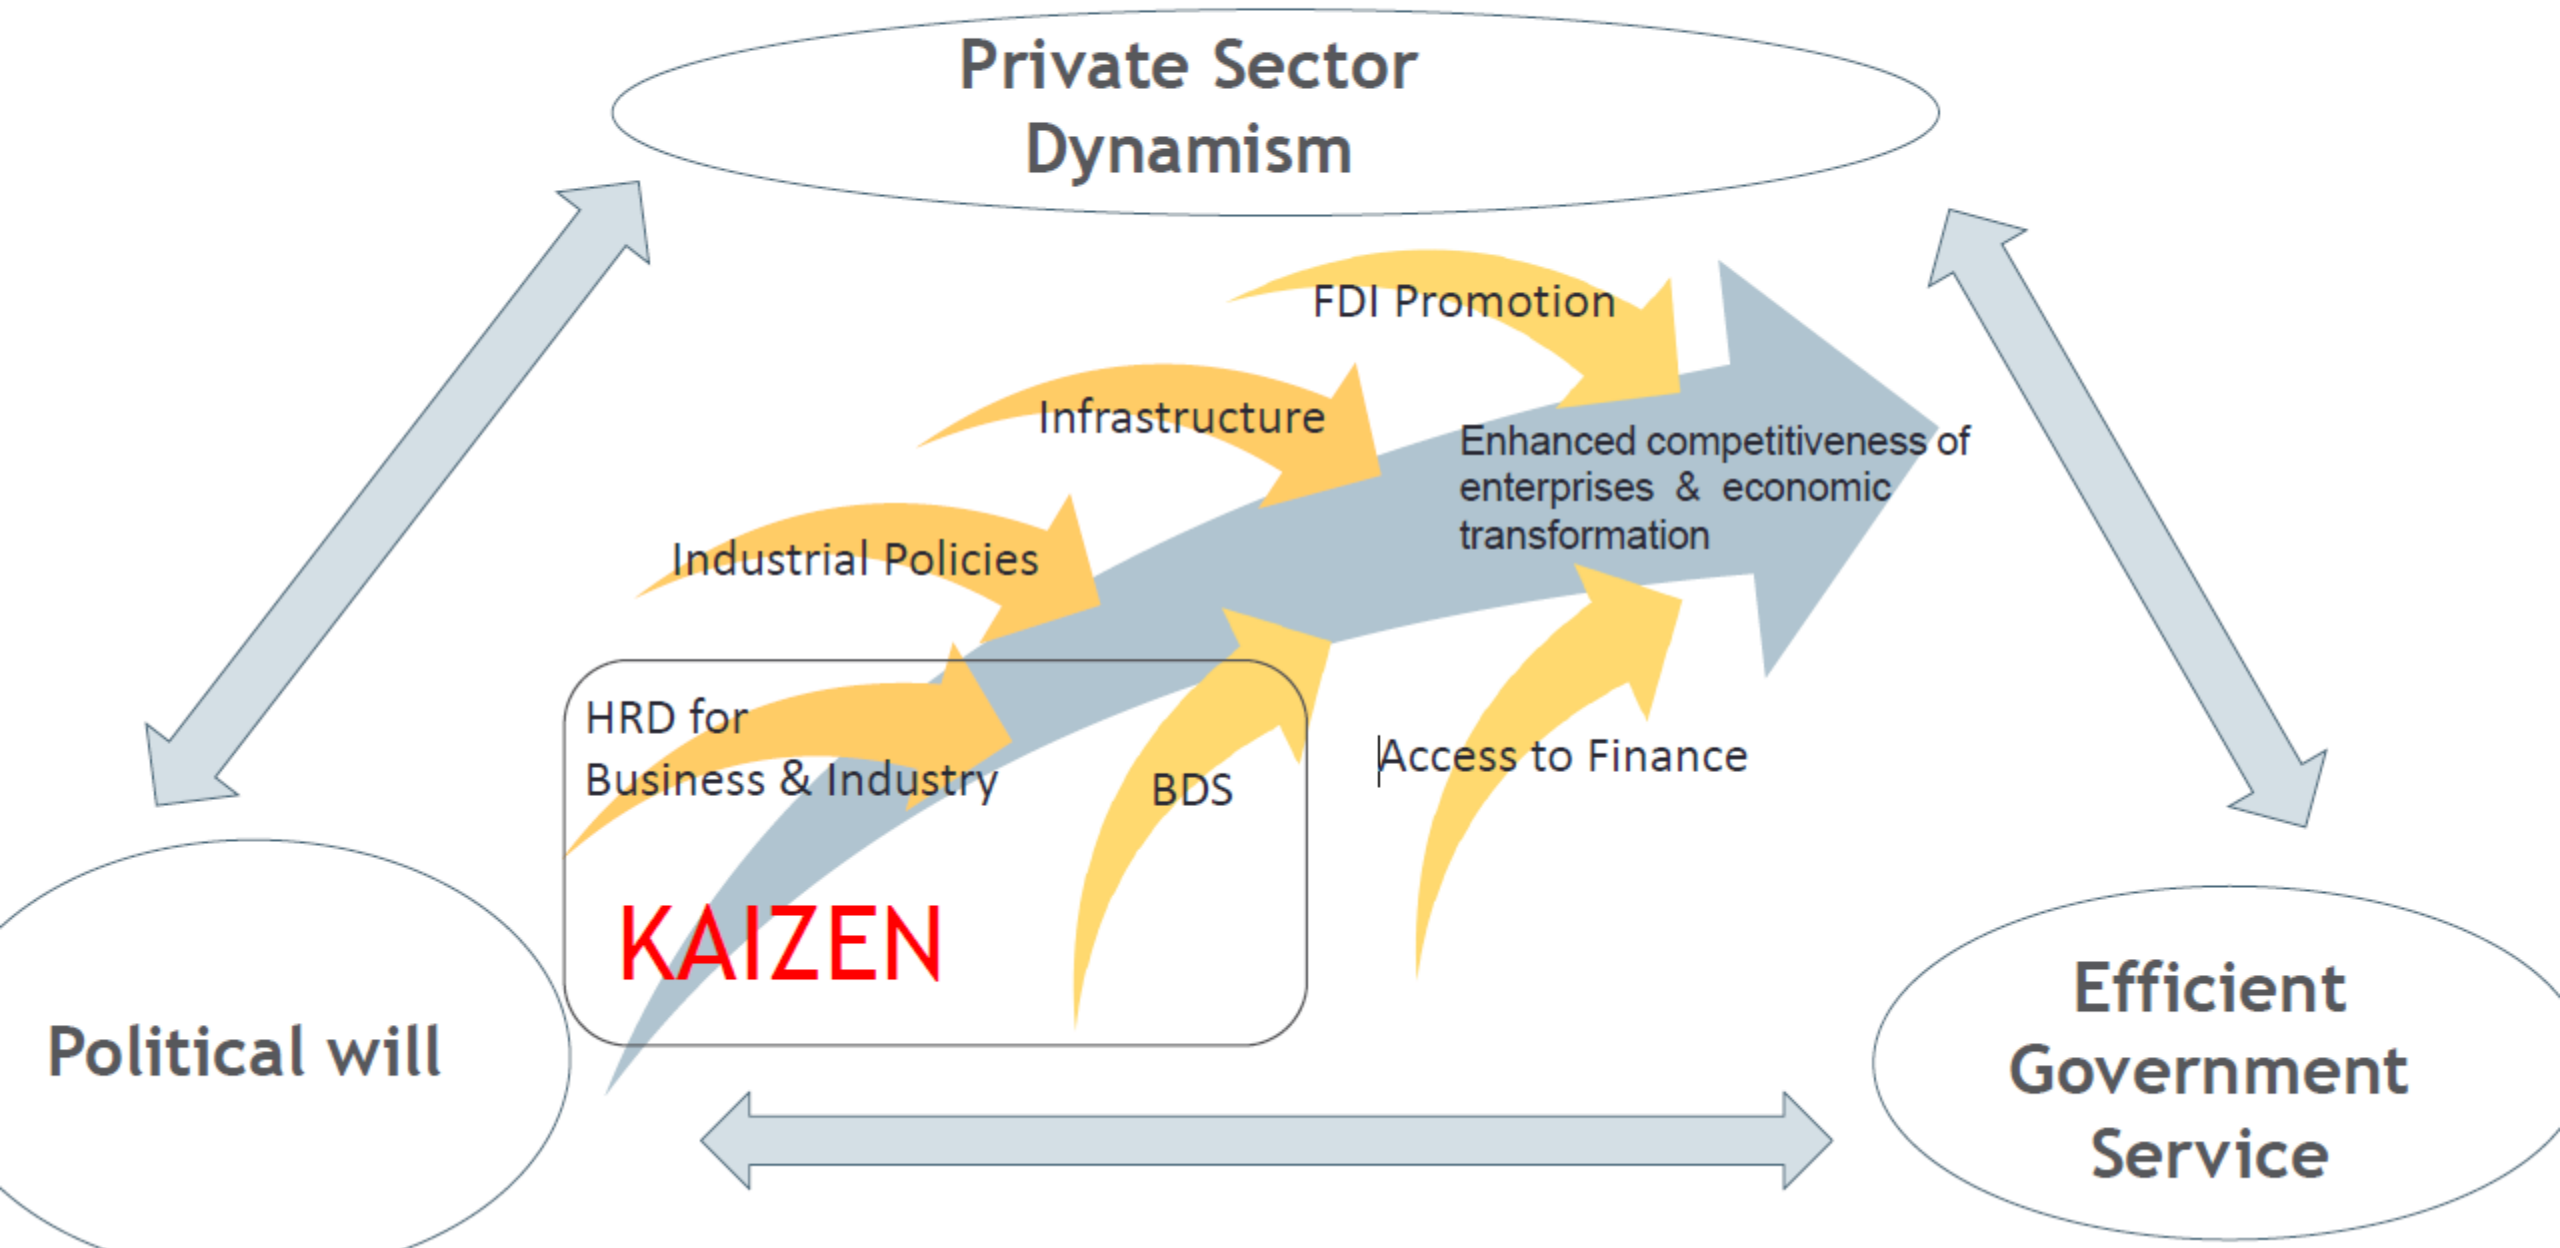 Private Sector
Dynamism
FDI Promotion
Infrastructure
Enhanced competitiveness of
enterprises & economic
transformation
Industrial Policies
HRD for
Business & Industry
BDS
Access to Finance
KAIZEN
Political will
Efficient
Government
Service